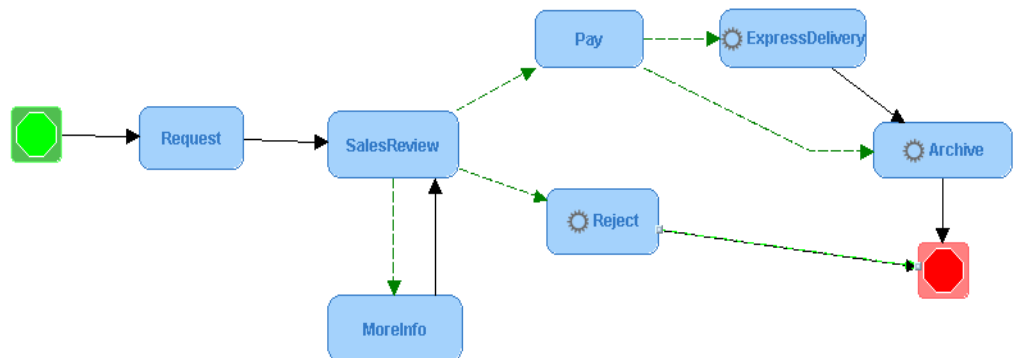 Pay
ExpressDelivery
Request
SalesReview
Archive
Reject
MoreInfo